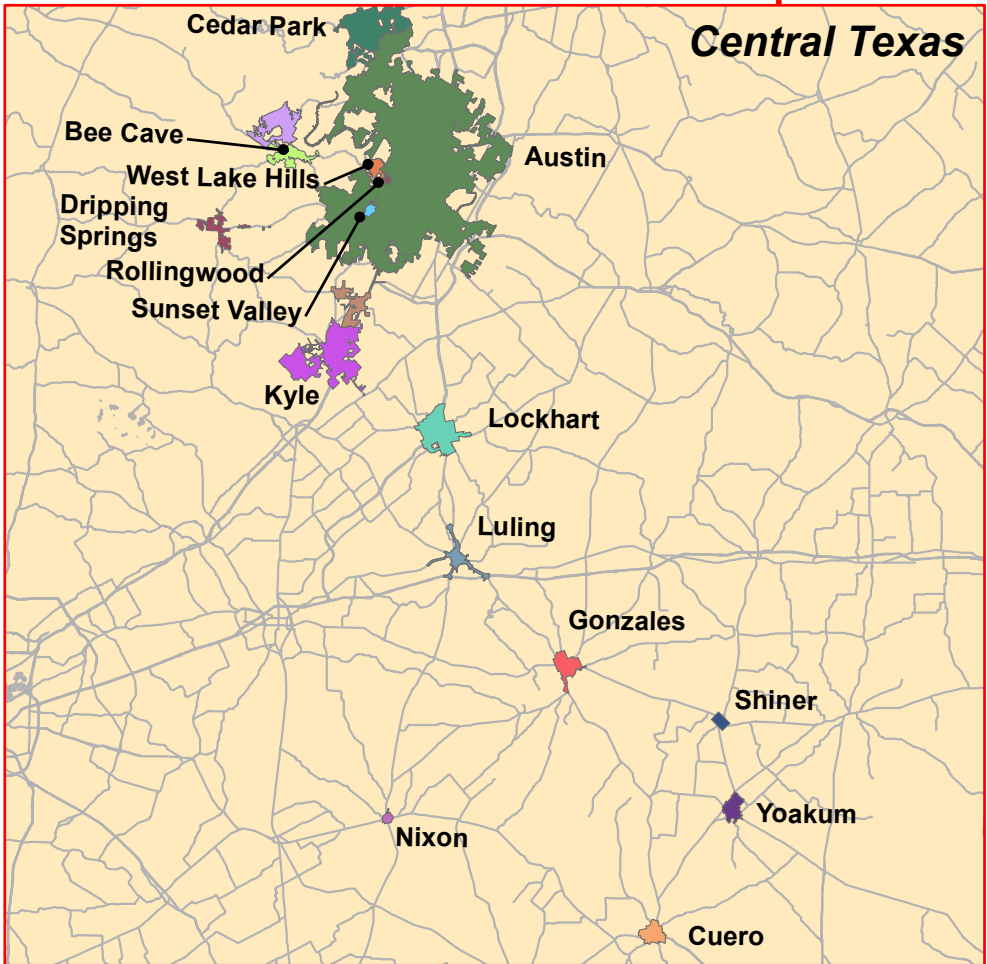 Central Texas
Cedar Park
Bee Cave
Austin
West Lake Hills
Dripping
Springs
Rollingwood
Sunset Valley
Kyle
Lockhart
Luling
Gonzales
Shiner
Yoakum
Nixon
Cuero